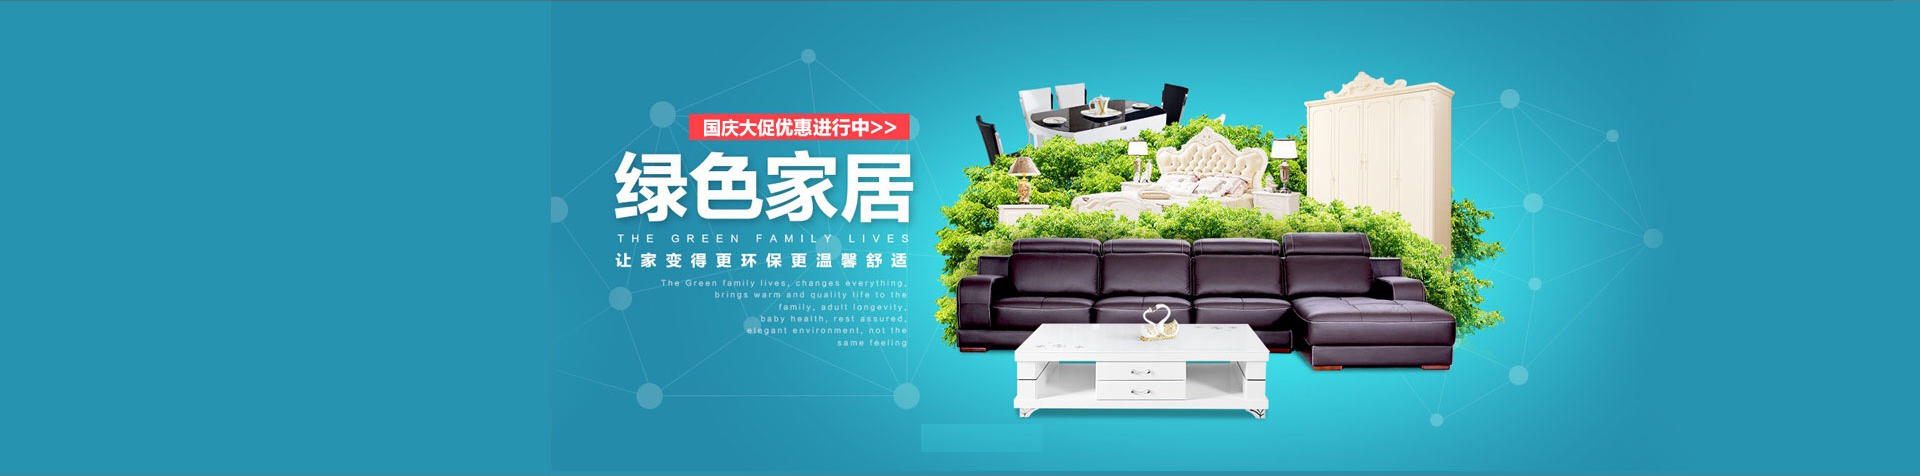 国庆大促优惠进行中>>
绿色家居
THE GREEN FAMILY LIVES
让家变得更环保更温馨舒适
The Green family lives, changes everything,
brings warm and quality life to the
family, adult longevity,
baby health, rest assured,
elegant environment, not the
same feeling